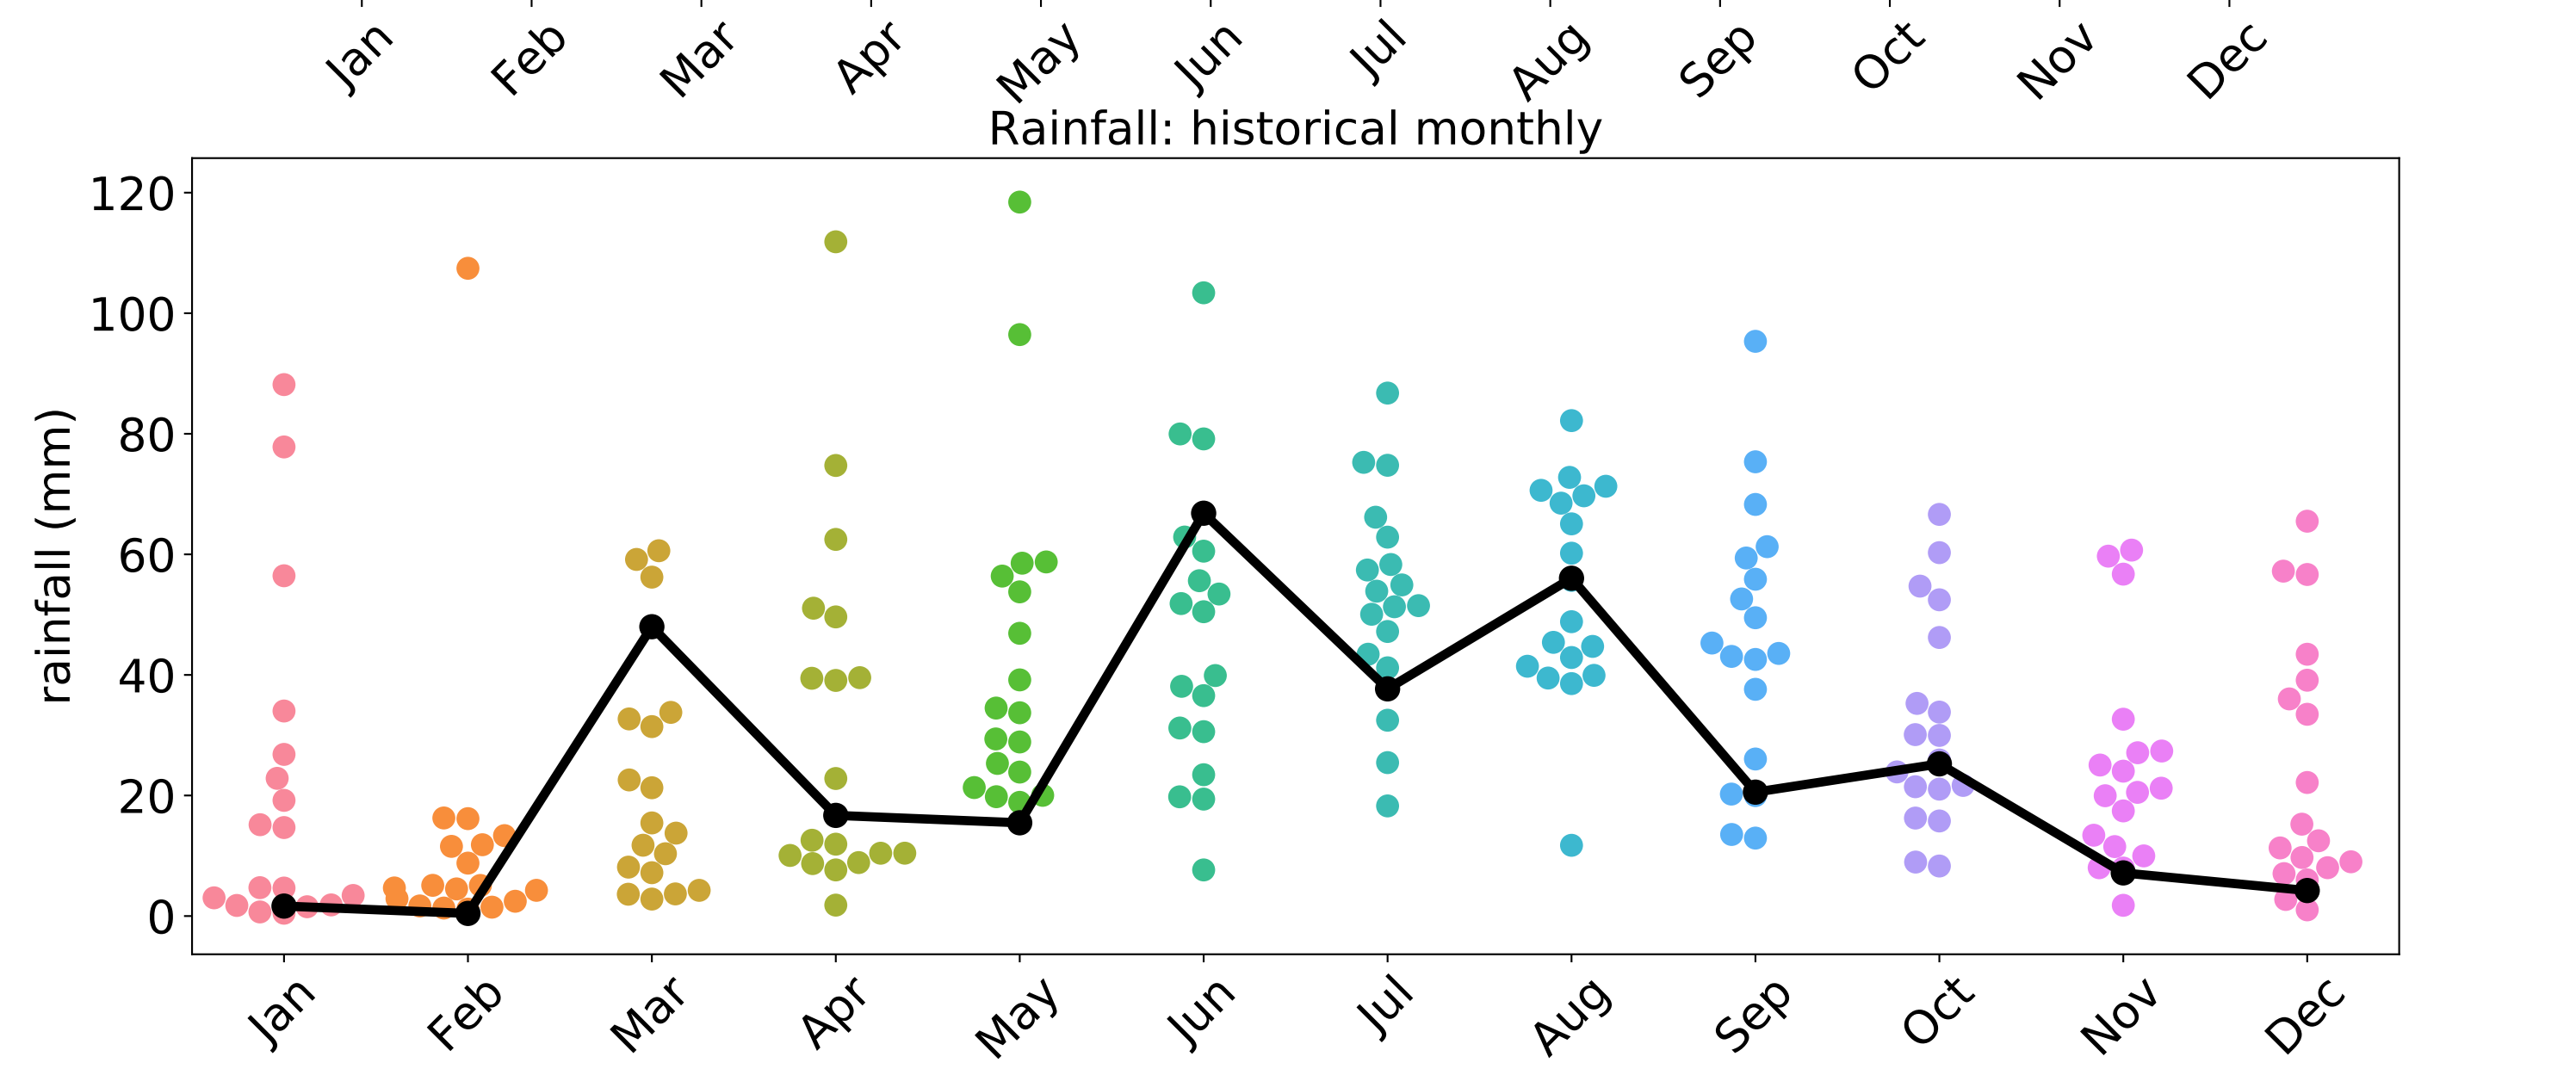 Jan Feb Mar Apr May Jun Jul Aug Sep Oct Nov Dec
Rainfall: historical monthly
120
100
80
60
40
20
0
rainfall (mm)
Jan Feb Mar Apr May Jun Jul Aug Sep Oct Nov Dec